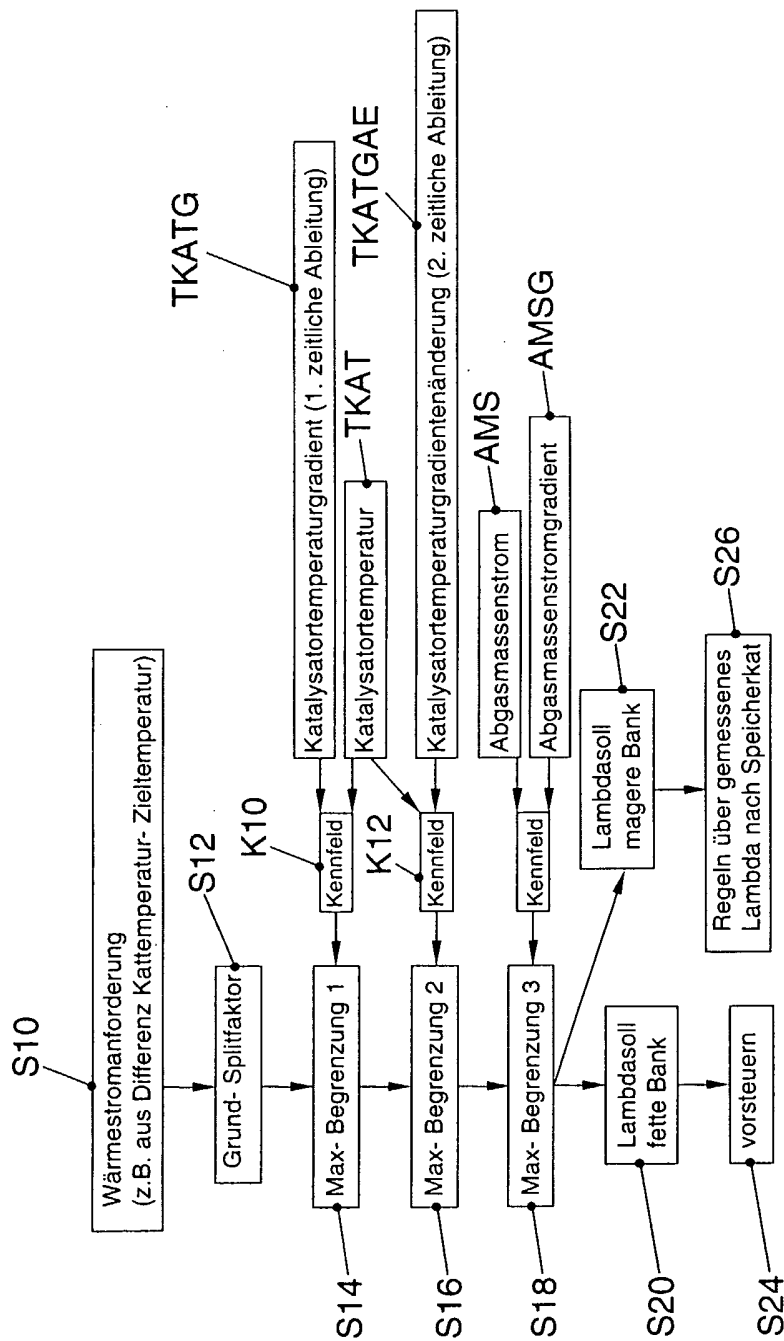 S10
Wärmestromanforderung
(z.B. aus Differenz Kattemperatur- Zieltemperatur)
S12
Grund- Splitfaktor
TKATG
K10
S14
Max- Begrenzung 1
Kennfeld
Katalysatortemperaturgradient (1. zeitliche Ableitung)
Katalysatortemperatur
TKAT
K12
S16
Max- Begrenzung 2
Kennfeld
Katalysatortemperaturgradientenänderung (2. zeitliche Ableitung)
TKATGAE
S18
Max- Begrenzung 3
Kennfeld
Abgasmassenstrom
AMS
Abgasmassenstromgradient
AMSG
S20
Lambdasoll
fette Bank
S22
Lambdasoll
magere Bank
S24
vorsteuern
S26
Regeln über gemessenes
Lambda nach Speicherkat